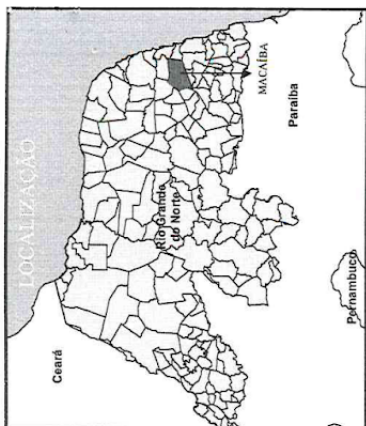 LOCALIZAÇÃO
Ceará
Rio Grande
do Norte
MACAÍBA
Paraíba
Pernambuco